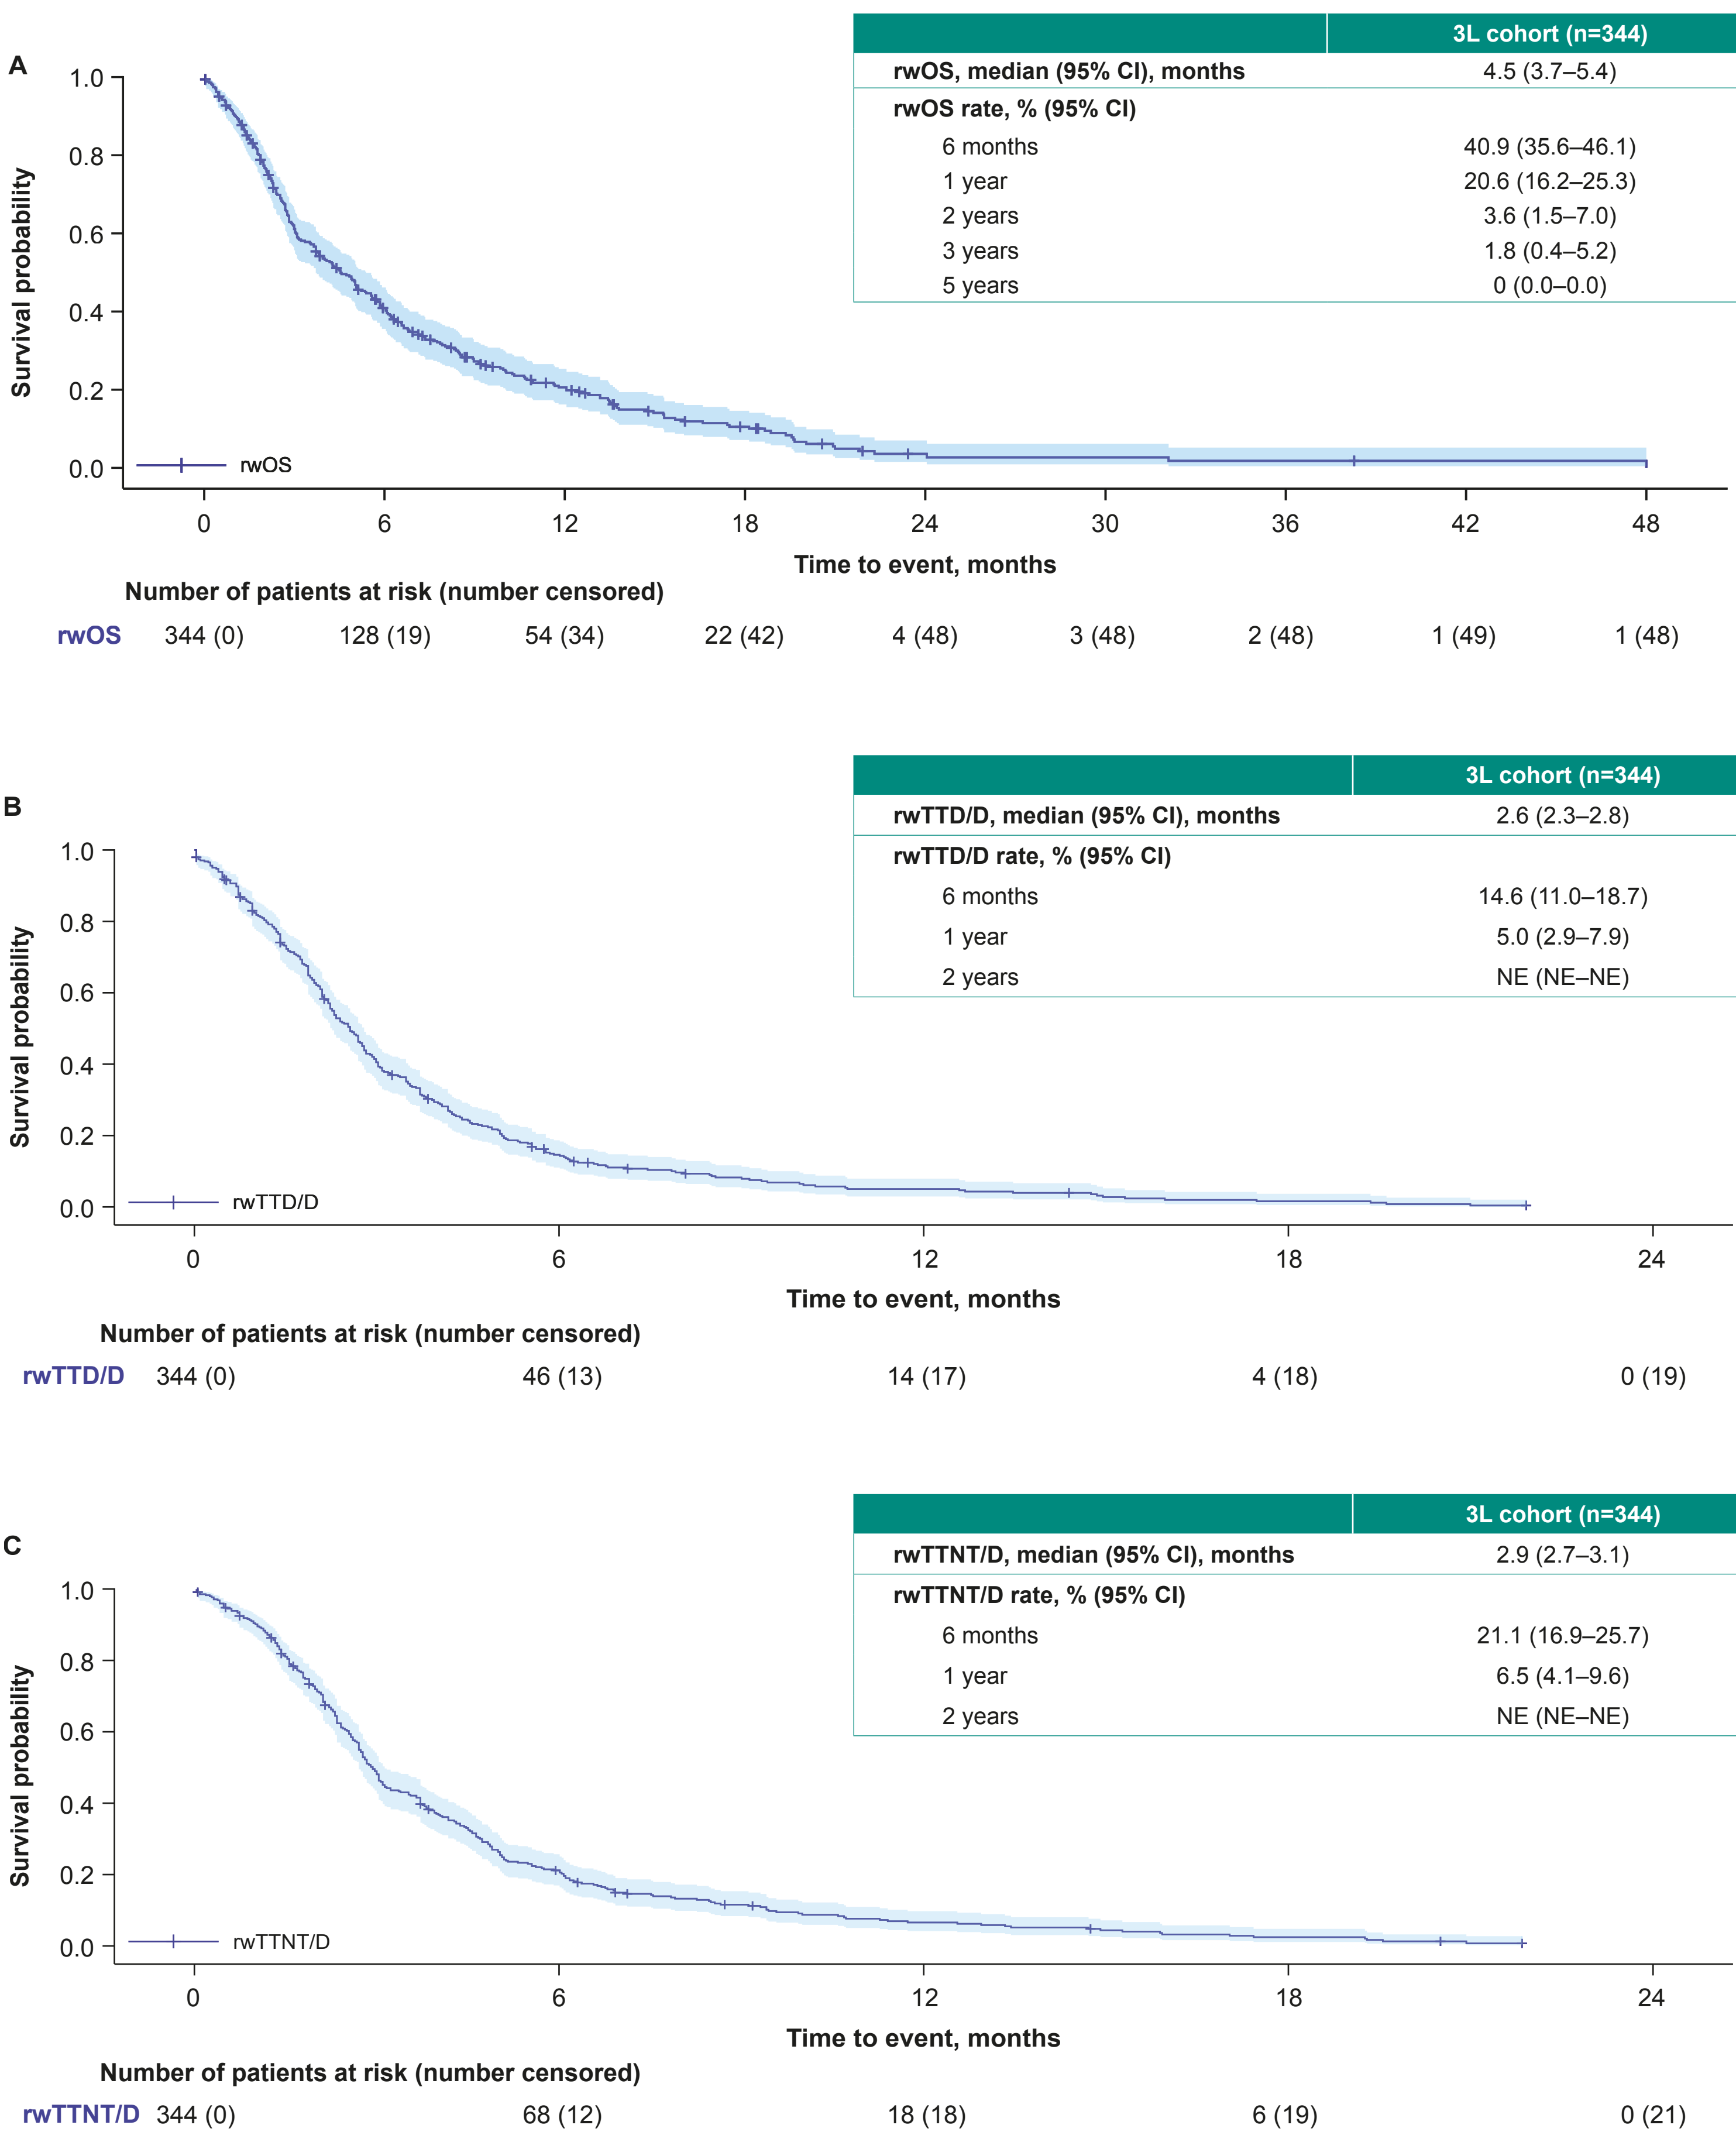 A
3L cohort (n=344)
rwOS, median (95% CI), months 4.5 (3.7–5.4)
rwOS rate, % (95% CI)
6 months 40.9 (35.6–46.1)
1 year 20.6 (16.2–25.3)
2 years 3.6 (1.5–7.0)
3 years 1.8 (0.4–5.2)
5 years 0 (0.0–0.0)
Survival probability
1.0
0.8
0.6
0.4
0.2
0.0
rwOS
0 6 12 18 24 30 36 42 48
Time to event, months
Number of patients at risk (number censored)
rwOS 344 (0) 128 (19) 54 (34) 22 (42) 4 (48) 3 (48) 2 (48) 1 (49) 1 (48)
B
3L cohort (n=344)
rwTTD/D, median (95% CI), months 2.6 (2.3–2.8)
rwTTD/D rate, % (95% CI)
6 months 14.6 (11.0–18.7)
1 year 5.0 (2.9–7.9)
2 years NE (NE–NE)
Survival probability
1.0
0.8
0.6
0.4
0.2
0.0
rwTTD/D
0 6 12 18 24
Time to event, months
Number of patients at risk (number censored)
rwTTD/D 344 (0) 46 (13) 14 (17) 4 (18) 0 (19)
C
3L cohort (n=344)
rwTTNT/D, median (95% CI), months 2.9 (2.7–3.1)
rwTTNT/D rate, % (95% CI)
6 months 21.1 (16.9–25.7)
1 year 6.5 (4.1–9.6)
2 years NE (NE–NE)
Survival probability
1.0
0.8
0.6
0.4
0.2
0.0
rwTTNT/D
0 6 12 18 24
Time to event, months
Number of patients at risk (number censored)
rwTTNT/D 344 (0) 68 (12) 18 (18) 6 (19) 0 (21)